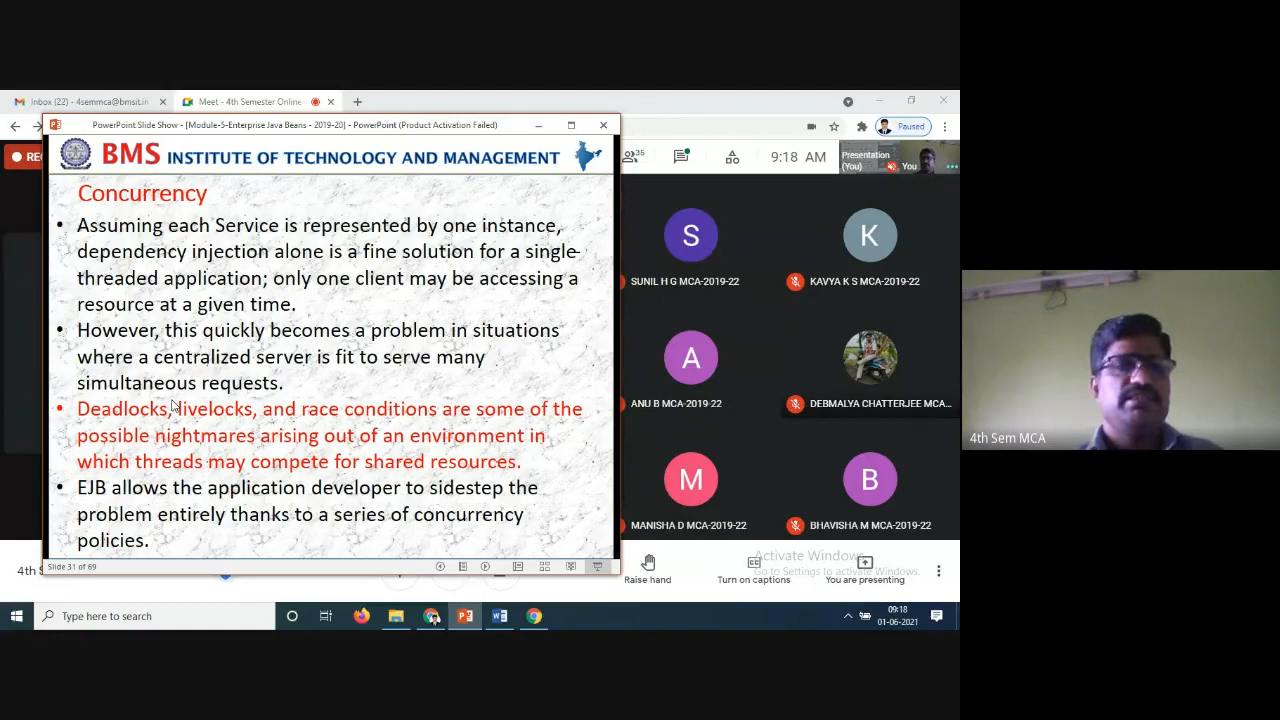 Inbox (22) - 4semmca@bmsit.in
Meet - 4th Semester Online
PowerPoint Slide Show - [Module-5-Enterprise Java Beans - 2019-20] - PowerPoint (Product Activation Failed)
Paused
REC
BMS INSTITUTE OF TECHNOLOGY AND MANAGEMENT
35
9:18 AM
Presentation
(You)
You
Concurrency
• Assuming each Service is represented by one instance,
dependency injection alone is a fine solution for a single-
threaded application; only one client may be accessing a
resource at a given time.
• However, this quickly becomes a problem in situations
where a centralized server is fit to serve many
simultaneous requests.
• Deadlocks, livelocks, and race conditions are some of the
possible nightmares arising out of an environment in
which threads may compete for shared resources.
• EJB allows the application developer to sidestep the
problem entirely thanks to a series of concurrency
policies.
Slide 31 of 69
S
K
SUNIL H G MCA-2019-22
KAVYA K S MCA-2019-22
A
ANU B MCA-2019-22
DEBMALYA CHATTERJEE MCA...
M
B
MANISHA D MCA-2019-22
BHAVISHA M MCA-2019-22
4th Sem MCA
4th S
Raise hand
Turn on captions
You are presenting
Activate Windows
Go to Settings to activate Windows.
Type here to search
09:18
01-06-2021